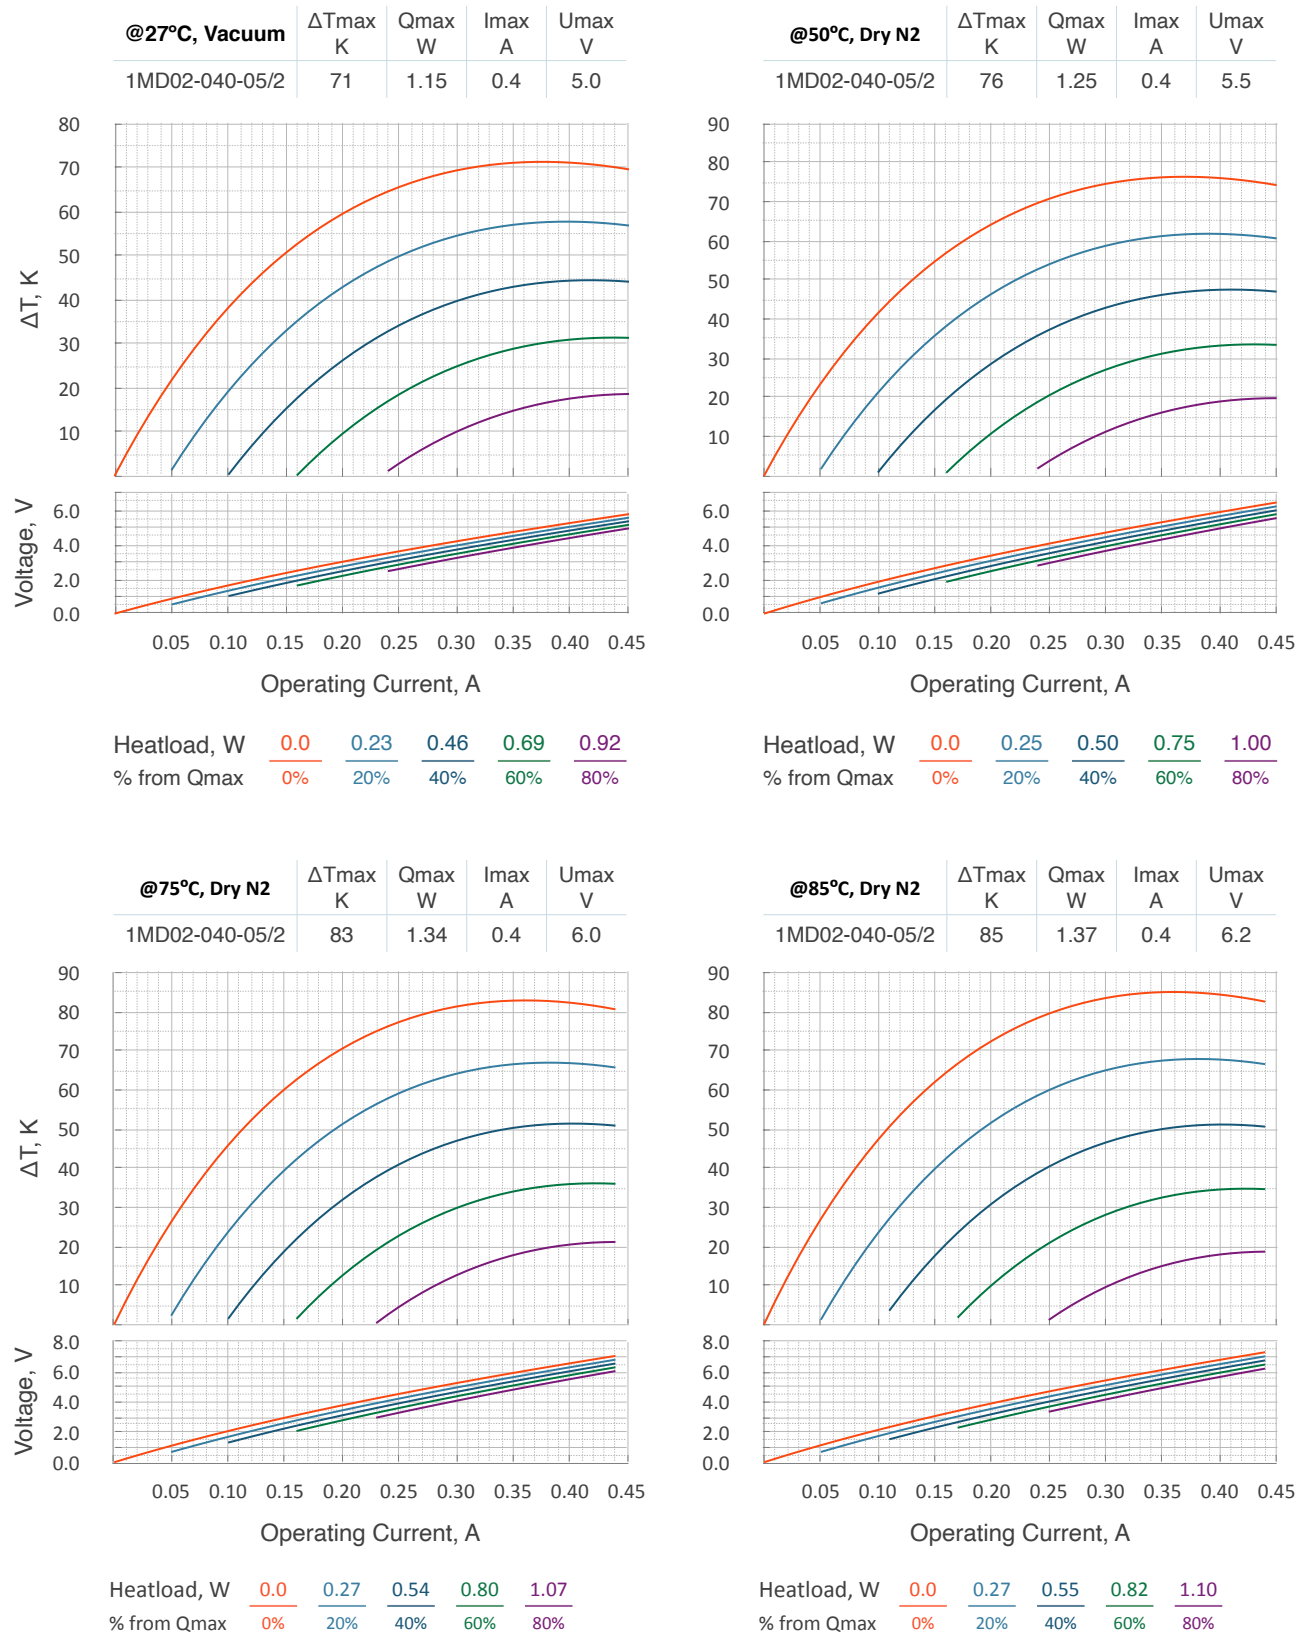 @27°C, Vacuum ΔTmax K Qmax W Imax A Umax V
1MD02-040-05/2 71 1.15 0.4 5.0
80
70
60
50
40
30
20
10
ΔT, K
6.0
4.0
2.0
0.0
Voltage, V
0.05 0.10 0.15 0.20 0.25 0.30 0.35 0.40 0.45
Operating Current, A
Heatload, W 0.0 0.23 0.46 0.69 0.92
% from Qmax 0% 20% 40% 60% 80%
@50°C, Dry N2 ΔTmax K Qmax W Imax A Umax V
1MD02-040-05/2 76 1.25 0.4 5.5
90
80
70
60
50
40
30
20
10
6.0
4.0
2.0
0.0
0.05 0.10 0.15 0.20 0.25 0.30 0.35 0.40 0.45
Operating Current, A
Heatload, W 0.0 0.25 0.50 0.75 1.00
% from Qmax 0% 20% 40% 60% 80%
@75°C, Dry N2 ΔTmax K Qmax W Imax A Umax V
1MD02-040-05/2 83 1.34 0.4 6.0
90
80
70
60
50
40
30
20
10
ΔT, K
8.0
6.0
4.0
2.0
0.0
Voltage, V
0.05 0.10 0.15 0.20 0.25 0.30 0.35 0.40 0.45
Operating Current, A
Heatload, W 0.0 0.27 0.54 0.80 1.07
% from Qmax 0% 20% 40% 60% 80%
@85°C, Dry N2 ΔTmax K Qmax W Imax A Umax V
1MD02-040-05/2 85 1.37 0.4 6.2
90
80
70
60
50
40
30
20
10
8.0
6.0
4.0
2.0
0.0
0.05 0.10 0.15 0.20 0.25 0.30 0.35 0.40 0.45
Operating Current, A
Heatload, W 0.0 0.27 0.55 0.82 1.10
% from Qmax 0% 20% 40% 60% 80%